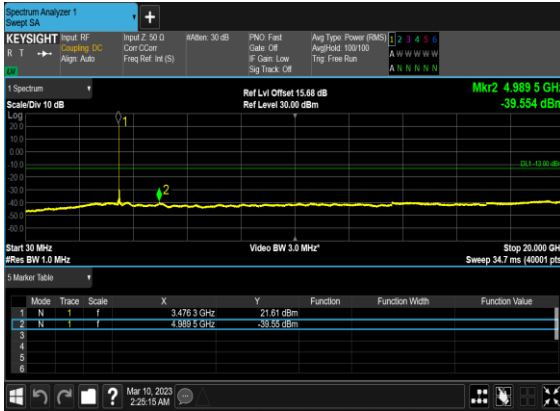 Spectrum Analyzer 1
Swept SA
+
KEYSIGHT Input: RF Input Z: 50 Ω #Atten: 30 dB PNO: Fast Avg Type: Power (RMS) 1 2 3 4 5 6
R T Coupling: DC Corr CCorr Gate: Off Avg|Hold: 100/100 A W W W W W
Align: Auto Freq Ref: Int (S) IF Gain: Low Trig: Free Run
Sig Track: Off A N N N N N
1 Spectrum Ref Lvl Offset 15.68 dB Mkr2 4.989 5 GHz
Scale/Div 10 dB Ref Level 30.00 dBm -39.554 dBm
Log
20.0
10.0
0.00
-10.0
-20.0
-30.0
-40.0
-50.0
-60.0
1
2
DL1 -13.00 dBm
Start 30 MHz Video BW 3.0 MHz* Stop 20.000 GHz
#Res BW 1.0 MHz Sweep 34.7 ms (40001 pts)
5 Marker Table
Mode Trace Scale X Y Function Function Width Function Value
1 N 1 f 3.476 3 GHz 21.61 dBm
2 N 1 f 4.989 5 GHz -39.55 dBm
3
4
5
6
? Mar 10, 2023
2:25:15 AM